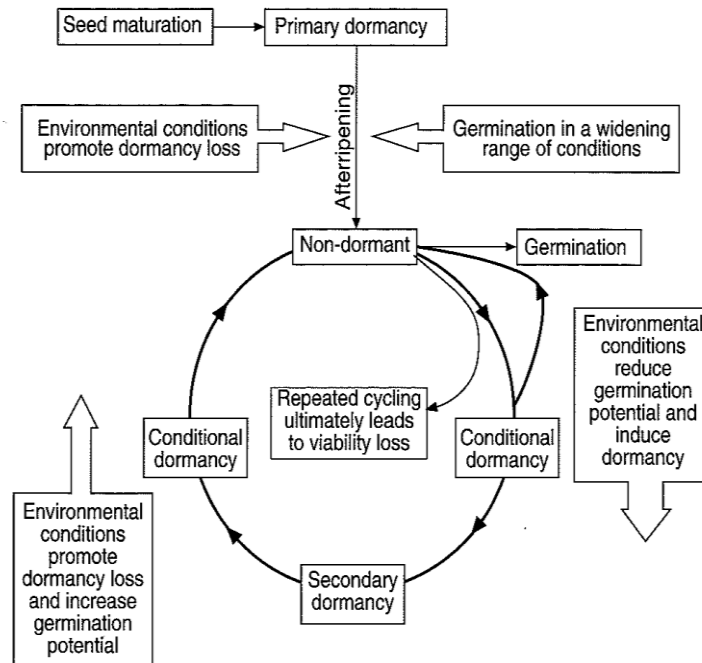 Seed maturation
Primary dormancy
Afterripening
Environmental conditions
promote dormancy loss
Germination in a widening
range of conditions
Non-dormant
Germination
Environmental
conditions
reduce
germination
potential and
induce
dormancy
Repeated cycling
ultimately leads
to viability loss
Conditional
dormancy
Conditional
dormancy
Environmental
conditions
promote
dormancy loss
and increase
germination
potential
Secondary
dormancy